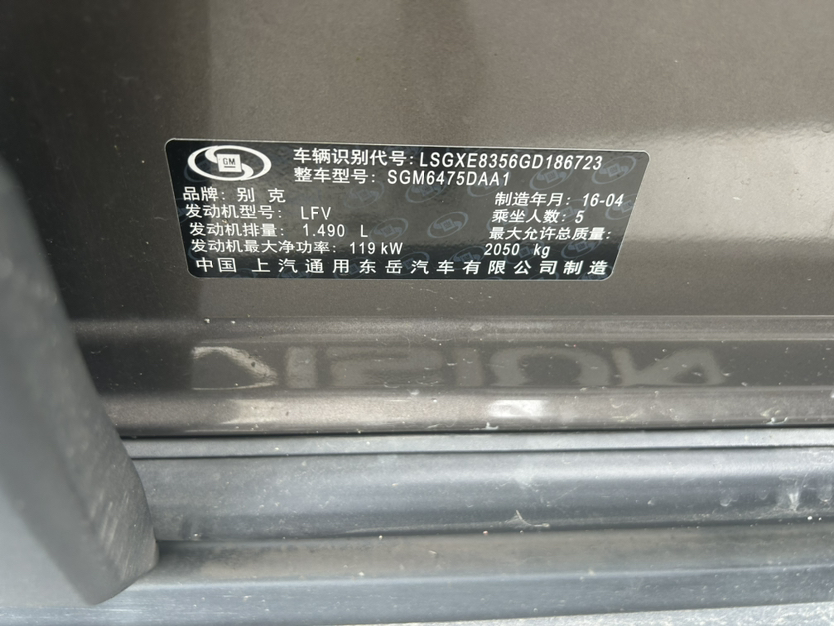 GM
车辆识别代号: LSGXE8356GD186723
整车型号: SGM6475DAA1
品牌: 别 克
制造年月: 16-04
发动机型号: LFV
乘坐人数: 5
发动机排量: 1.490 L
最大允许总质量:
发动机最大净功率: 119 kW
2050 kg
中国 上汽通用东岳汽车有限公司制造